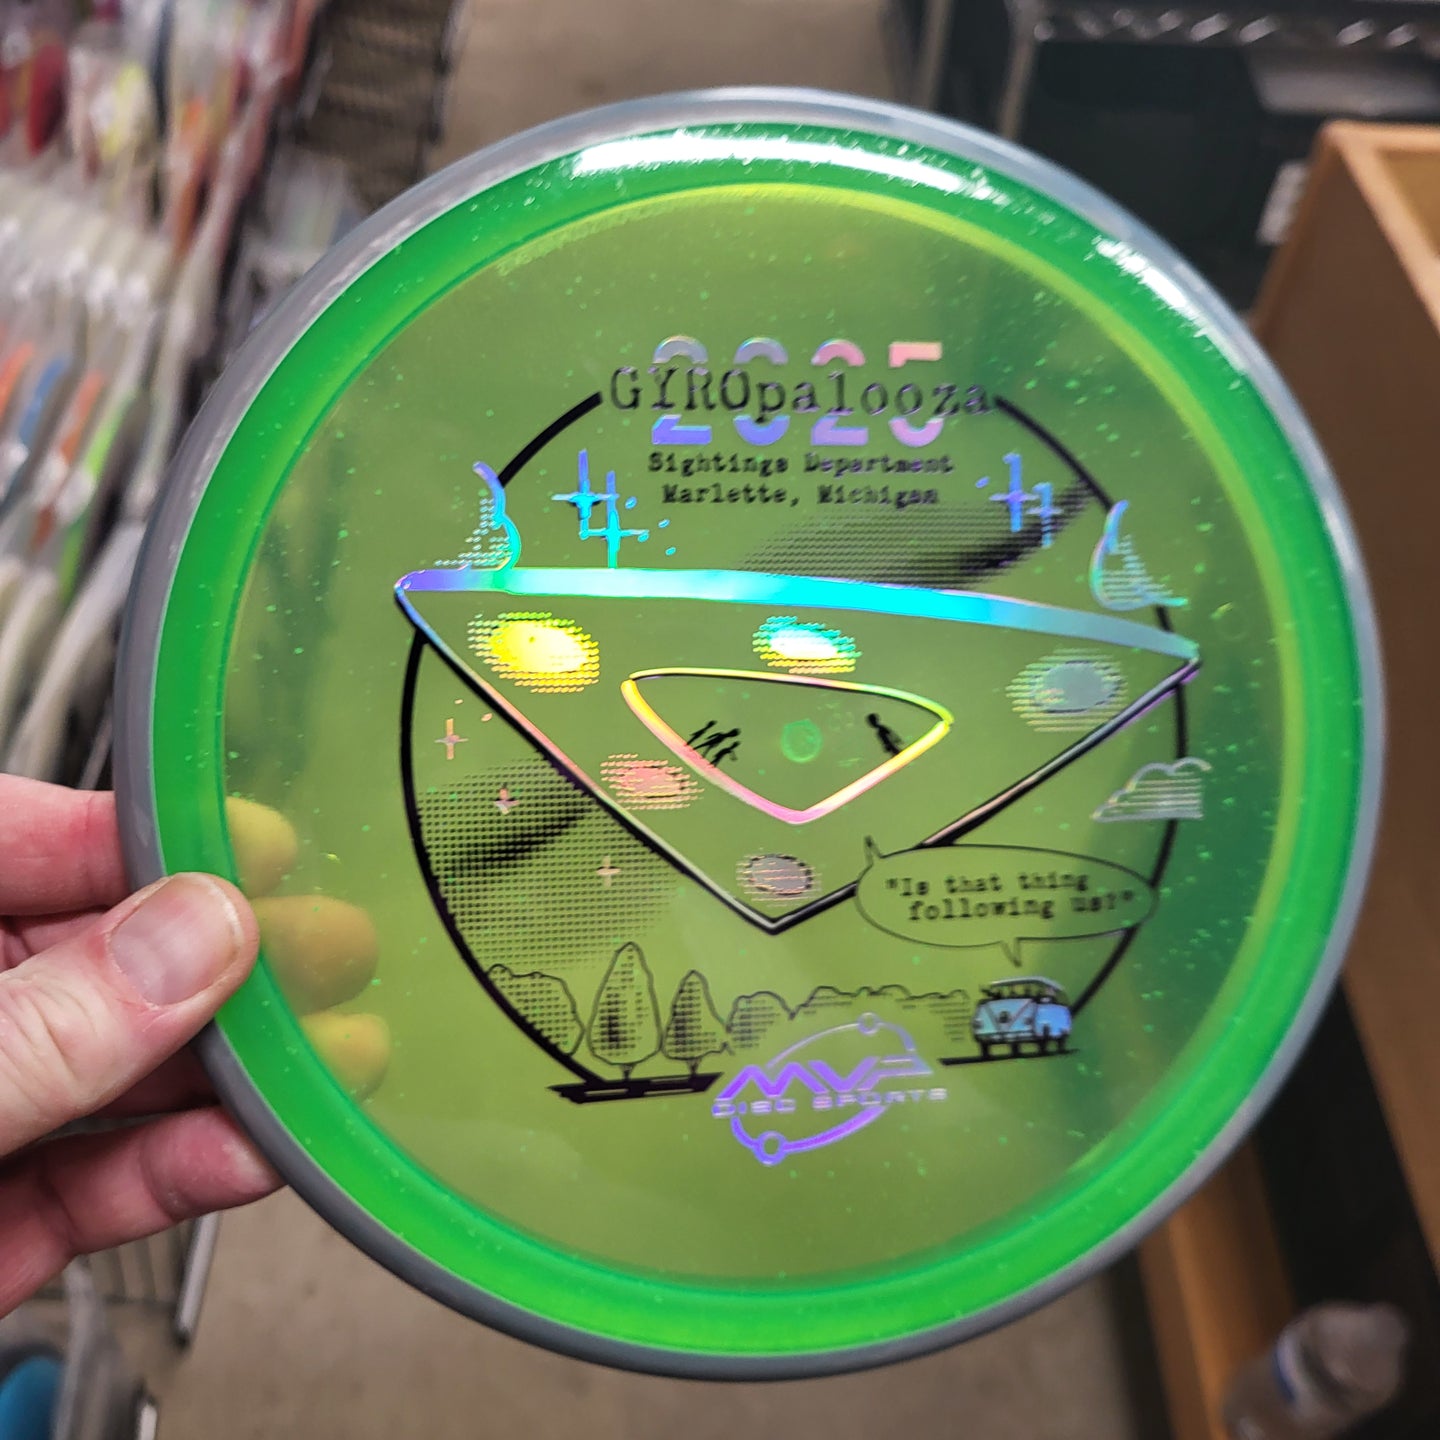 2025
GYROpalooza
Sightings Department
Marlette, Michigan
"Is that thing
following us?"
MVP
DISC SPORTS